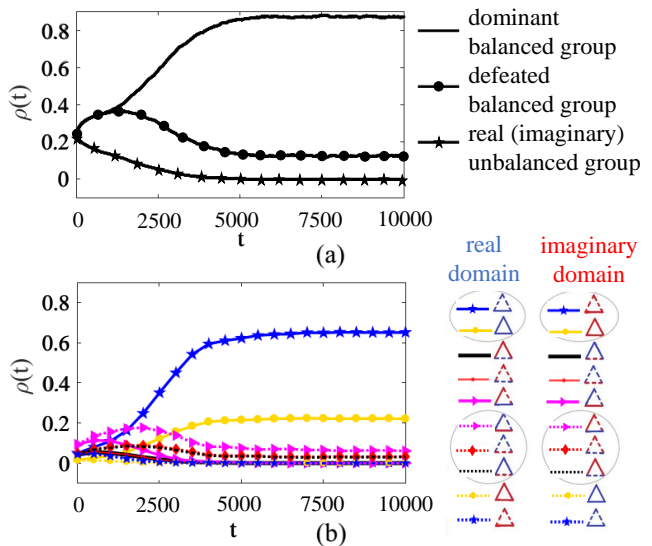 0.8
0.6
0.4
0.2
0
ρ(t)
0 2500 5000 7500 10000
t
(a)
dominant
balanced group
defeated
balanced group
real (imaginary)
unbalanced group
0.8
0.6
0.4
0.2
0
ρ(t)
0 2500 5000 7500 10000
t
(b)
real
domain
imaginary
domain